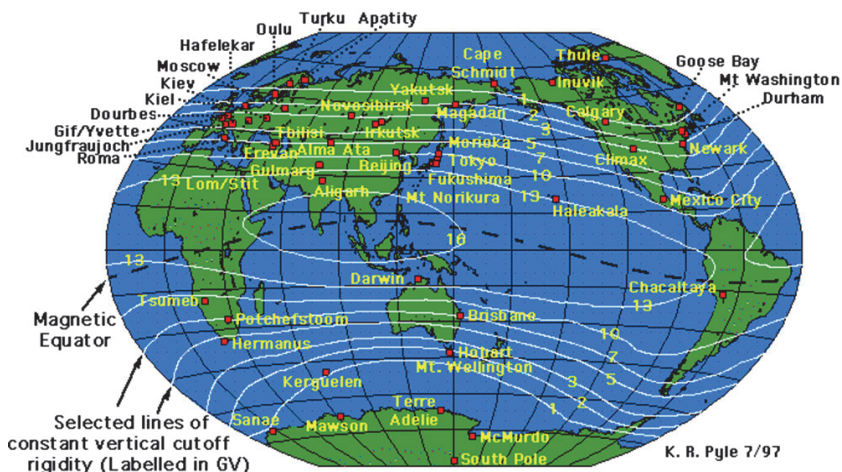 Turku Apatity
Oulu
Hafelekar
Moscow
Kiev
Kiel
Dourbes
Gif/Yvette
Jungfraujoch
Roma
Cape
Schmidt
Thule
Inuvik
Goose Bay
Mt Washington
Durham
Newark
Yakutsk
Novosibirsk
Magadan
Calgary
Tbilisi
Irkutsk
Erevan
Alma Ata
Morioka
Climax
Gulmarg
Beijing
Tokyo
Fukushima
Lom/Stit
Aligarh
Mt Norikura
Haleakala
Mexico City
1
2
3
5
7
10
13
13
16
13
Darwin
Chacaltaya
13
Tsumeb
Potchefstoom
Brisbane
Hermanus
Hobart
Mt. Wellington
10
7
5
3
2
1
Kerguelen
Terre
Adelie
Sanae
Mawson
McMurdo
South Pole
Magnetic
Equator
Selected lines of
constant vertical cutoff
rigidity (Labelled in GV)
K. R. Pyle 7/97